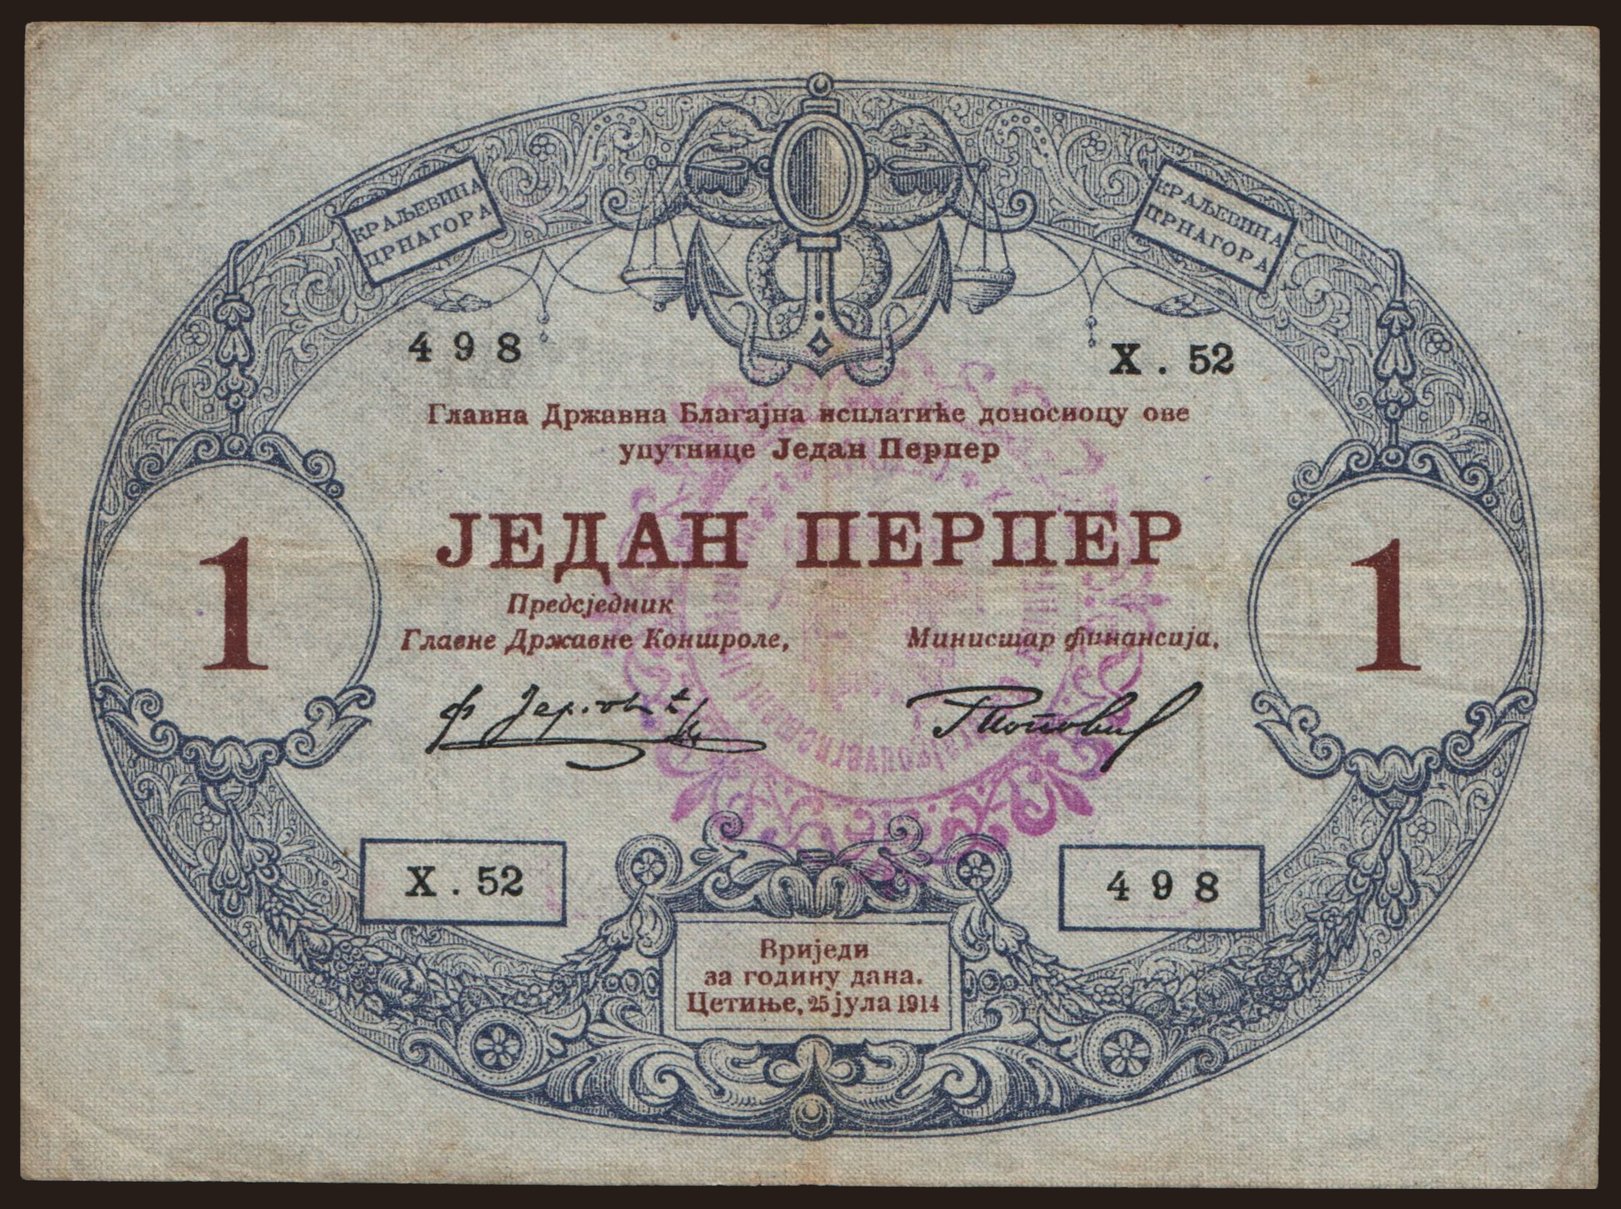 КРАЉЕВИНА
ЦРНАГОРА
КРАЉЕВИНА
ЦРНАГОРА
498
X. 52
Главна Државна Благајна исплатиће доносиоцу ове
упутнице Један Перпер
ЈЕДАН ПЕРПЕР
1
1
Предсједник
Главне Државне Контроле,
Министар финансија,
X. 52
498
Вриједи
за годину дана.
Цетиње, 25 јула 1914